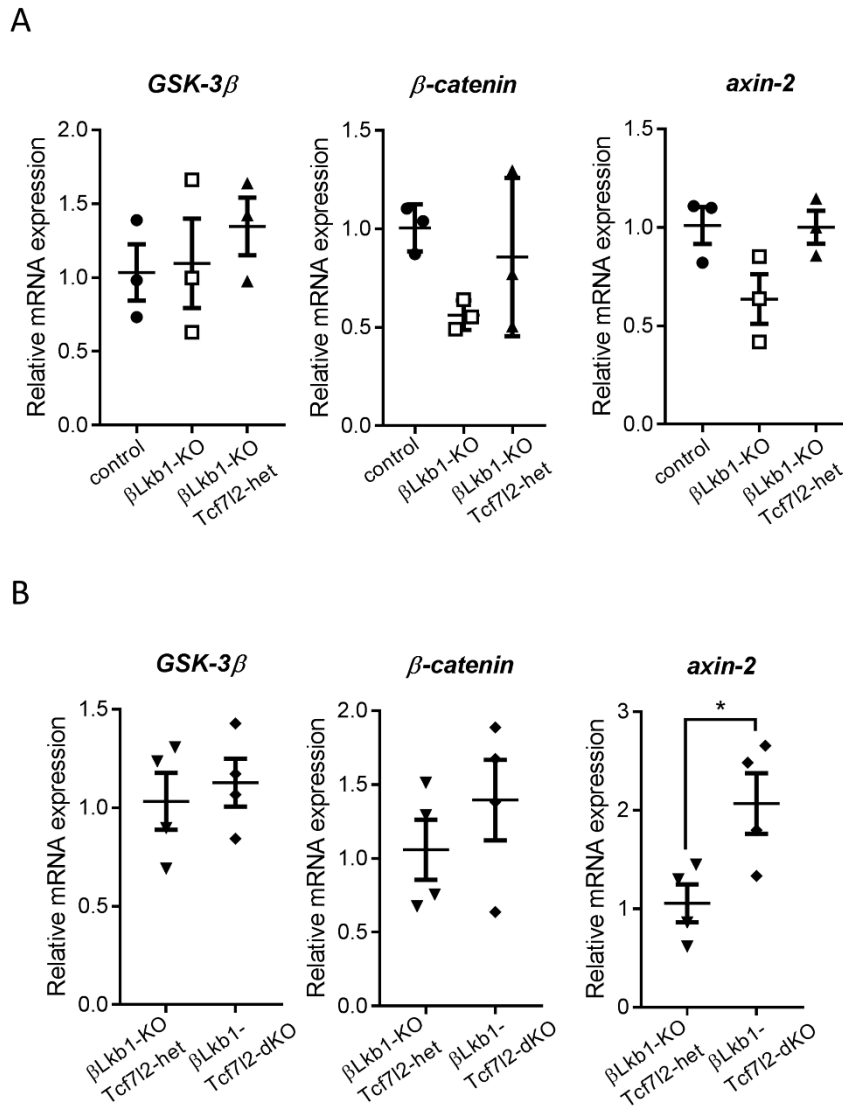 A
GSK-3β
β-catenin
axin-2
Relative mRNA expression
2.0
1.5
1.0
0.5
0.0
control
βLkb1-KO
βLkb1-KO
Tcf7l2-het
Relative mRNA expression
1.5
1.0
0.5
0.0
control
βLkb1-KO
βLkb1-KO
Tcf7l2-het
Relative mRNA expression
1.5
1.0
0.5
0.0
control
βLkb1-KO
βLkb1-KO
Tcf7l2-het
B
GSK-3β
β-catenin
axin-2
Relative mRNA expression
1.5
1.0
0.5
0.0
βLkb1-KO
Tcf7l2-het
βLkb1-
Tcf7l2-dKO
Relative mRNA expression
2.0
1.5
1.0
0.5
0.0
βLkb1-KO
Tcf7l2-het
βLkb1-
Tcf7l2-dKO
Relative mRNA expression
3
2
1
0
*
βLkb1-KO
Tcf7l2-het
βLkb1-
Tcf7l2-dKO